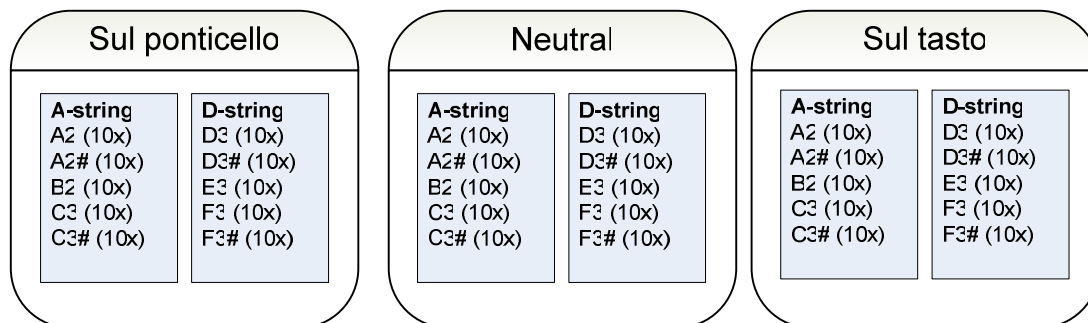 Sul ponticello
A-string
A2 (10x)
A2# (10x)
B2 (10x)
C3 (10x)
C3# (10x)
D-string
D3 (10x)
D3# (10x)
E3 (10x)
F3 (10x)
F3# (10x)
Neutral
A-string
A2 (10x)
A2# (10x)
B2 (10x)
C3 (10x)
C3# (10x)
D-string
D3 (10x)
D3# (10x)
E3 (10x)
F3 (10x)
F3# (10x)
Sul tasto
A-string
A2 (10x)
A2# (10x)
B2 (10x)
C3 (10x)
C3# (10x)
D-string
D3 (10x)
D3# (10x)
E3 (10x)
F3 (10x)
F3# (10x)